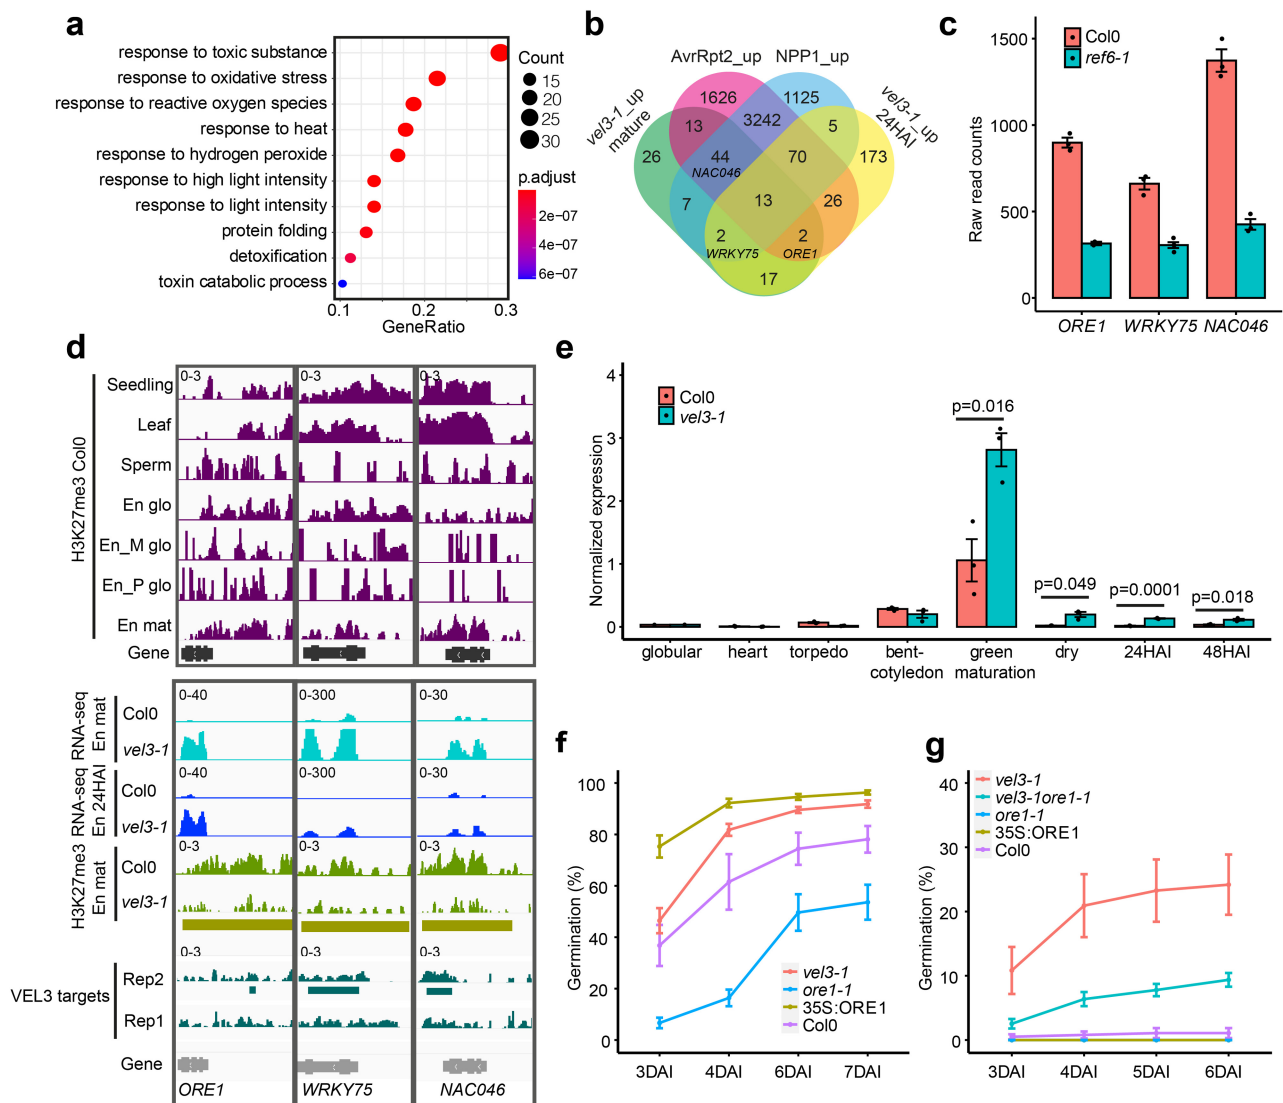 a
response to toxic substance
response to oxidative stress
response to reactive oxygen species
response to heat
response to hydrogen peroxide
response to high light intensity
response to light intensity
protein folding
detoxification
toxin catabolic process
0.1
0.2
0.3
GeneRatio
Count
15
20
25
30
p.adjust
2e-07
4e-07
6e-07
b
AvrRpt2_up
NPP1_up
vel3-1_up
mature
vel3-1_up
24HAI
1626
1125
13
3242
5
26
44
70
173
NAC046
7
13
26
2
2
WRKY75
ORE1
17
c
Col0
ref6-1
Raw read counts
1500
1000
500
0
ORE1
WRKY75
NAC046
d
H3K27me3 Col0
Seedling
Leaf
Sperm
En glo
En_M glo
En_P glo
En mat
Gene
0-3
0-3
0-3
RNA-seq
En mat
Col0
vel3-1
0-40
0-300
0-30
RNA-seq
En 24HAI
Col0
vel3-1
0-40
0-300
0-30
H3K27me3
En mat
Col0
vel3-1
0-3
0-3
0-3
VEL3 targets
0-3
0-3
0-3
Rep2
Rep1
Gene
ORE1
WRKY75
NAC046
e
Col0
vel3-1
Normalized expression
4
3
2
1
0
p=0.016
p=0.049
p=0.0001
p=0.018
globular
heart
torpedo
bent-
cotyledon
green
maturation
dry
24HAI
48HAI
f
Germination (%)
100
80
60
40
20
0
vel3-1
ore1-1
35S:ORE1
Col0
3DAI
4DAI
6DAI
7DAI
g
vel3-1
vel3-1ore1-1
ore1-1
35S:ORE1
Col0
Germination (%)
40
30
20
10
0
3DAI
4DAI
5DAI
6DAI